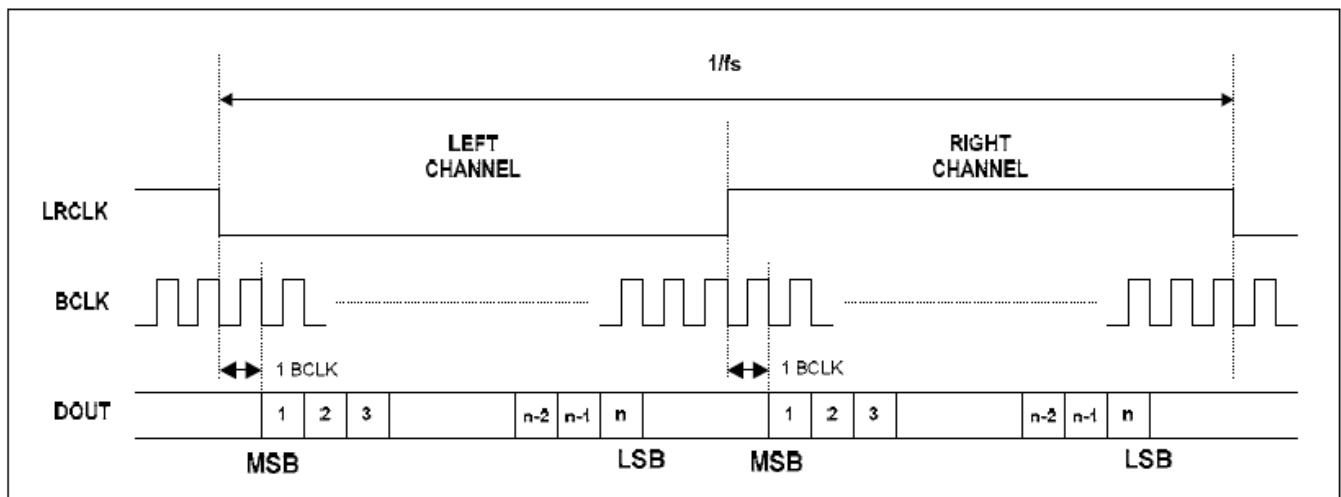 1/fs
LEFT
CHANNEL
RIGHT
CHANNEL
LRCLK
BCLK
1 BCLK
1 BCLK
DOUT
1 2 3 n-2 n-1 n 1 2 3 n-2 n-1 n
MSB LSB MSB LSB